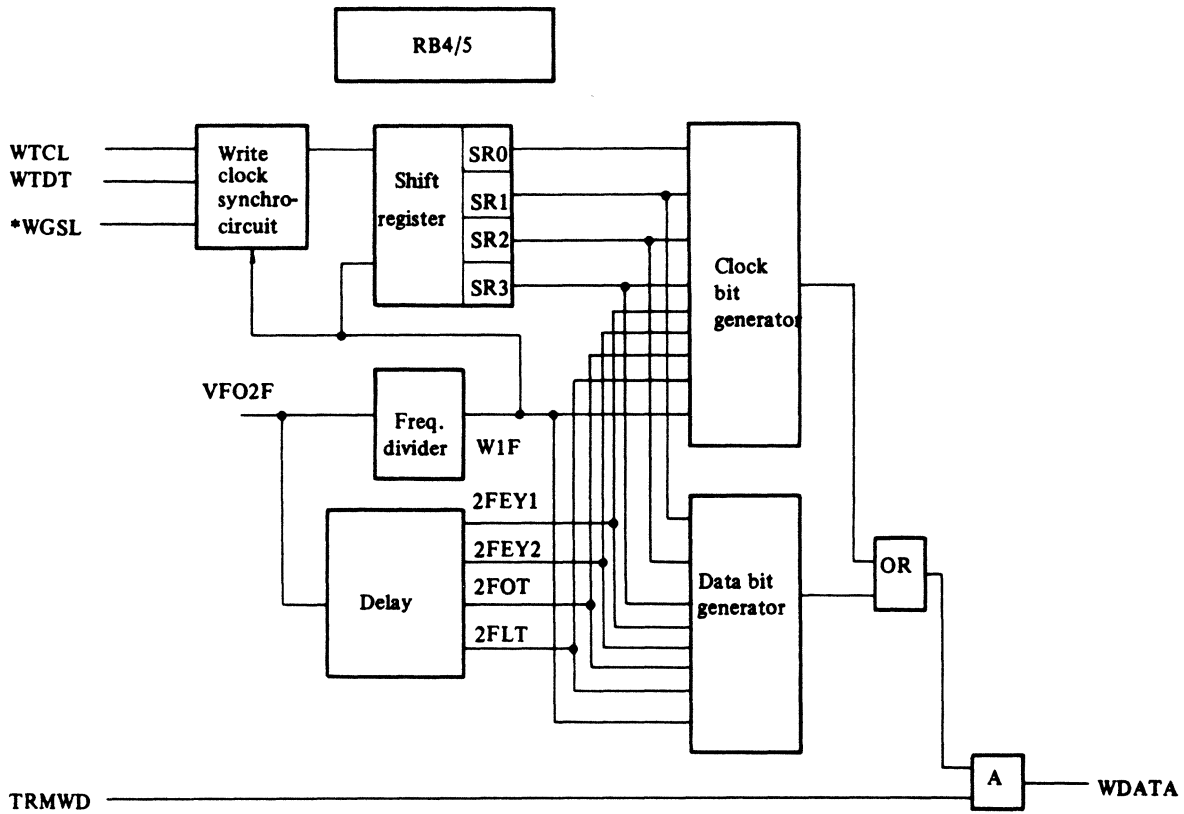 RB4/5
WTCL
WTDT
*WGSL
Write
clock
synchro-
circuit
Shift
register
SR0
SR1
SR2
SR3
Clock
bit
generator
VFO2F
Freq.
divider
W1F
Delay
2FEY1
2FEY2
2FOT
2FLT
Data bit
generator
OR
TRMWD
A
WDATA